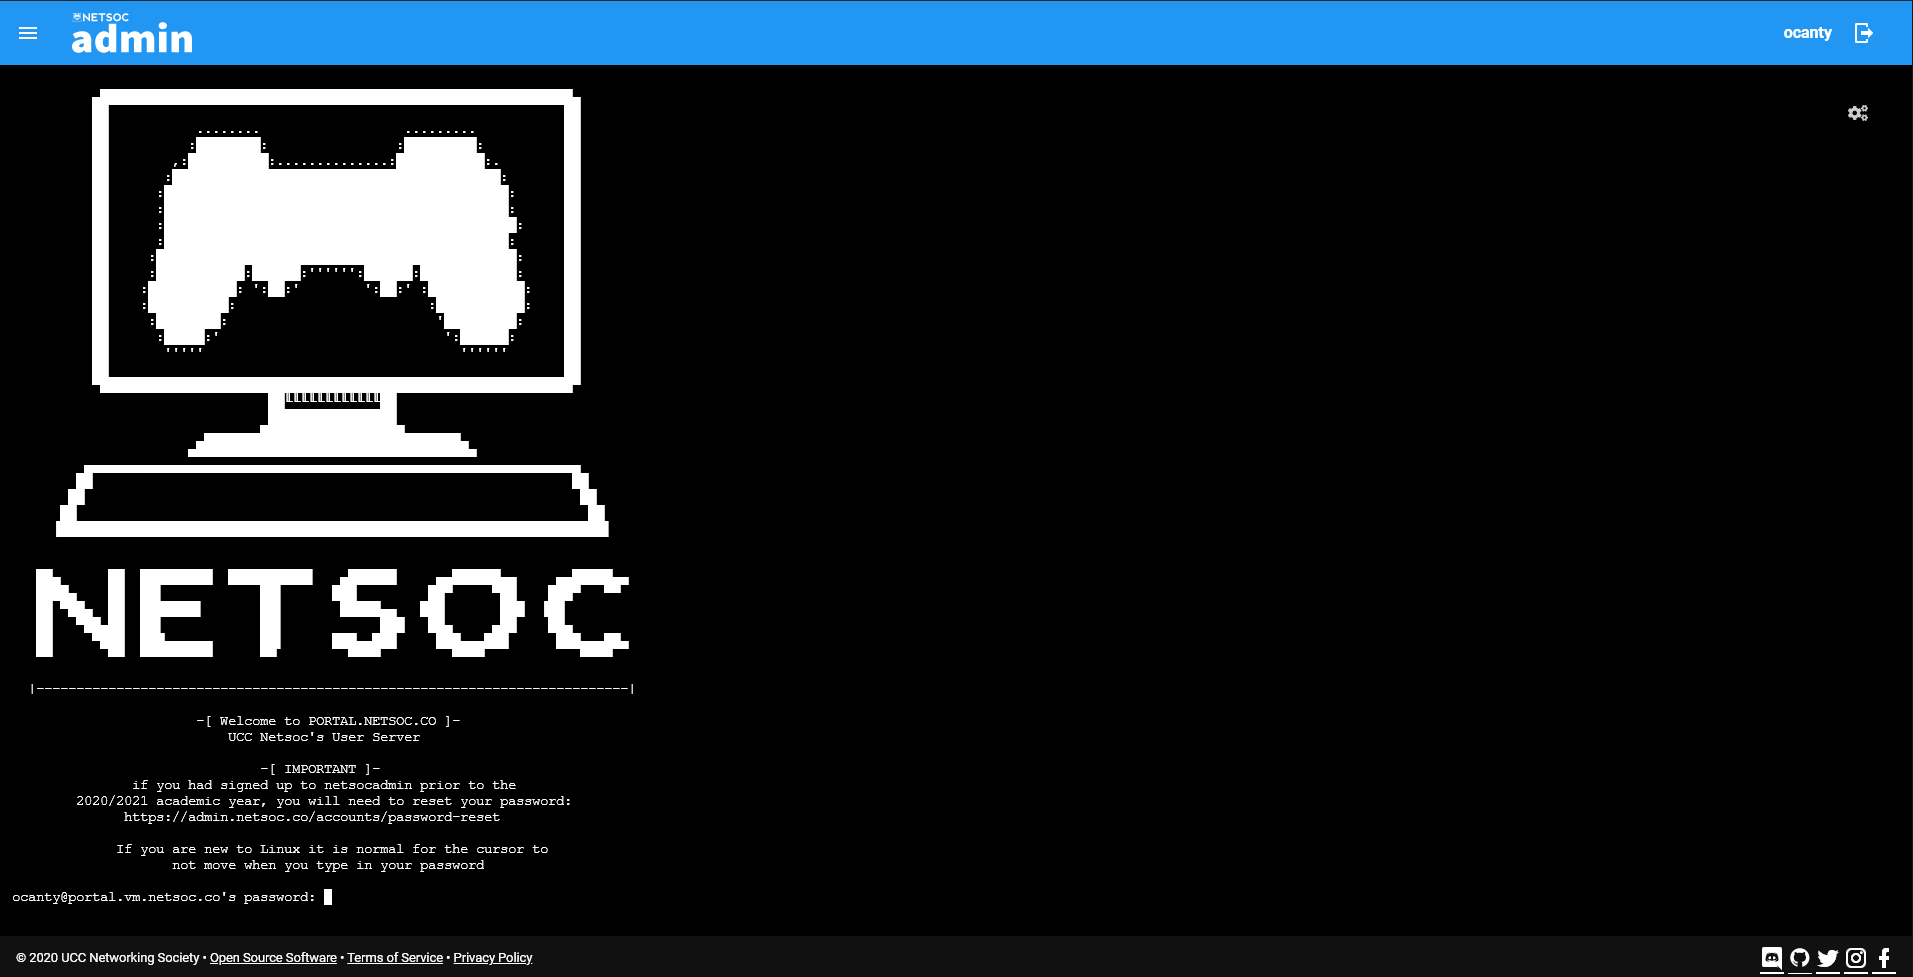 NETSOC
admin
ocanty
NETSOC
|--------------------------------------------------------------------------|
-[ Welcome to PORTAL.NETSOC.CO ]-
UCC Netsoc's User Server
-[ IMPORTANT ]-
if you had signed up to netsocadmin prior to the
2020/2021 academic year, you will need to reset your password:
https://admin.netsoc.co/accounts/password-reset
If you are new to Linux it is normal for the cursor to
not move when you type in your password
ocanty@portal.vm.netsoc.co's password:
© 2020 UCC Networking Society • Open Source Software • Terms of Service • Privacy Policy